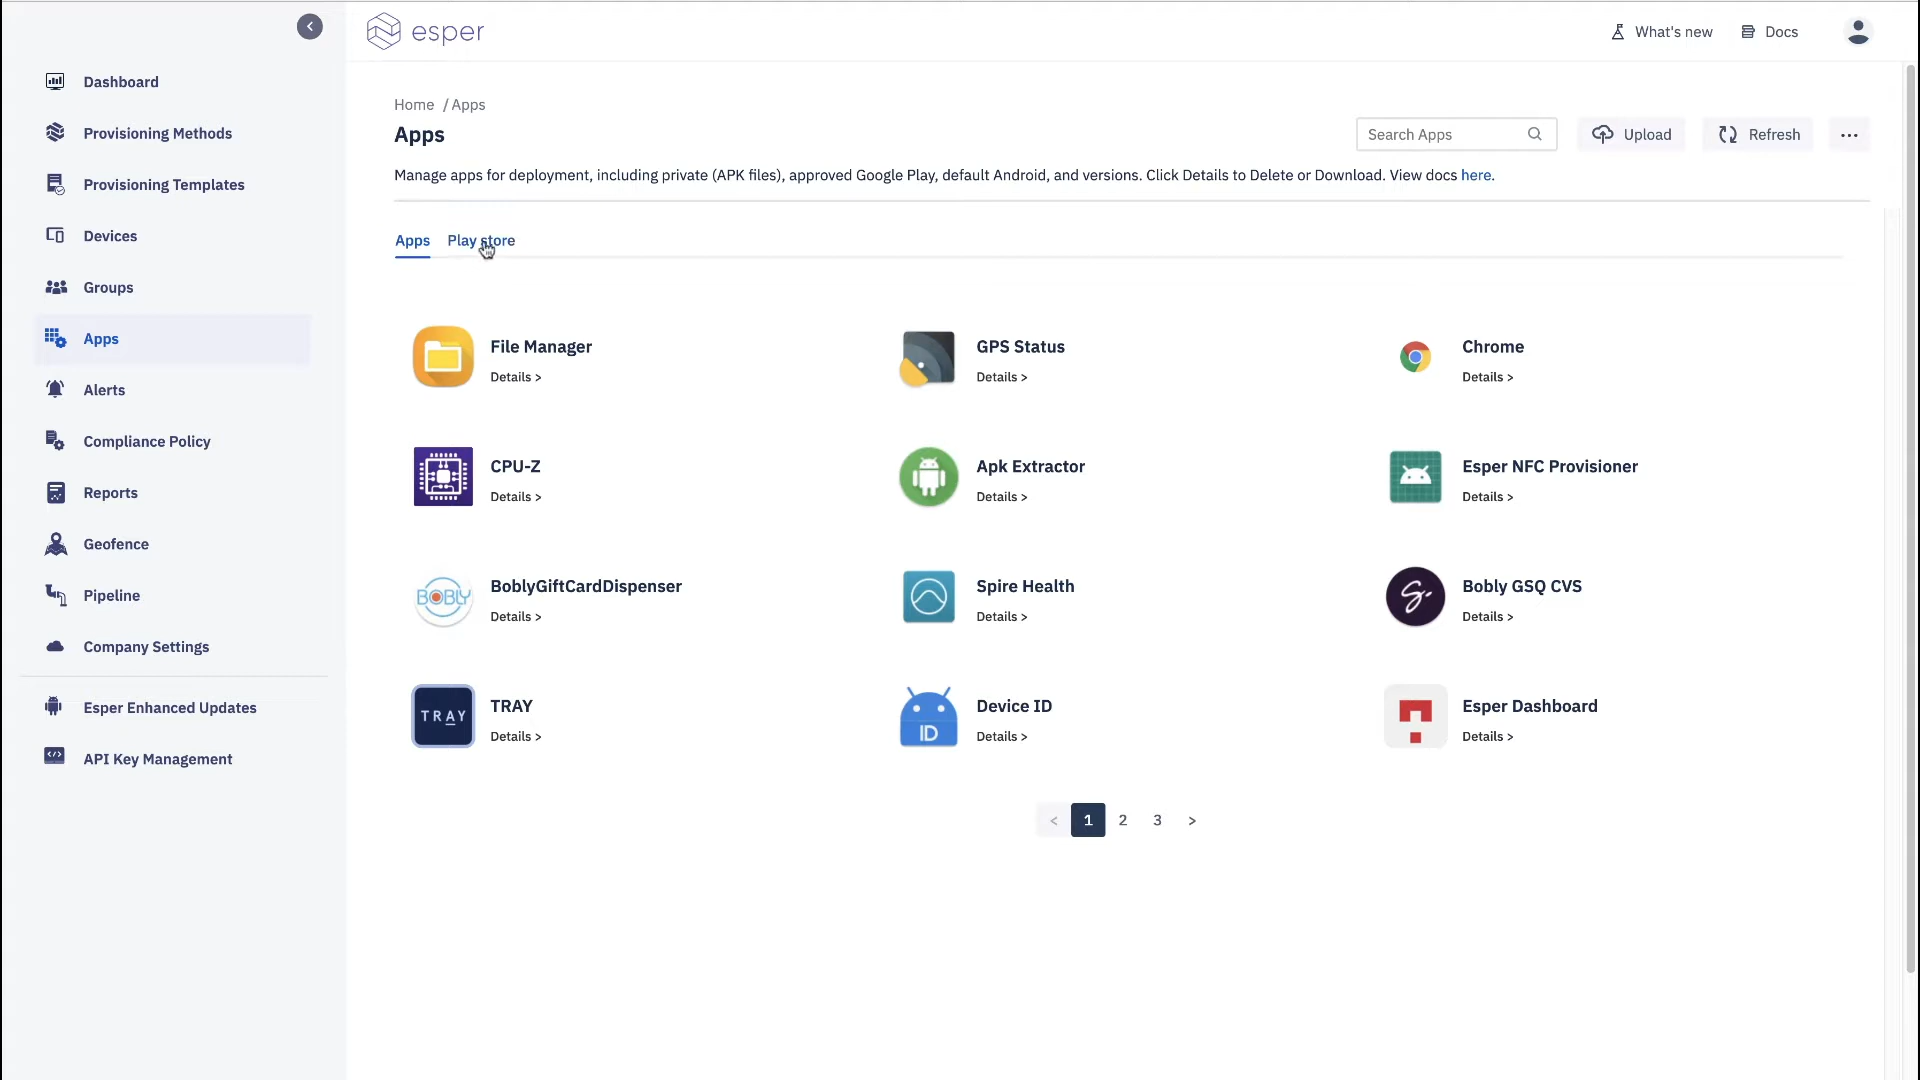 esper
What's new
Docs
Dashboard
Provisioning Methods
Provisioning Templates
Devices
Groups
Apps
Alerts
Compliance Policy
Reports
Geofence
Pipeline
Company Settings
Esper Enhanced Updates
API Key Management
Home / Apps
Apps
Search Apps
Upload
Refresh
...
Manage apps for deployment, including private (APK files), approved Google Play, default Android, and versions. Click Details to Delete or Download. View docs here.
Apps Play store
File Manager
Details >
GPS Status
Details >
Chrome
Details >
CPU-Z
Details >
Apk Extractor
Details >
Esper NFC Provisioner
Details >
BOBLY
BoblyGiftCardDispenser
Details >
Spire Health
Details >
Bobly GSQ CVS
Details >
TRAY
TRAY
Details >
ID
Device ID
Details >
Esper Dashboard
Details >
< 1 2 3 >